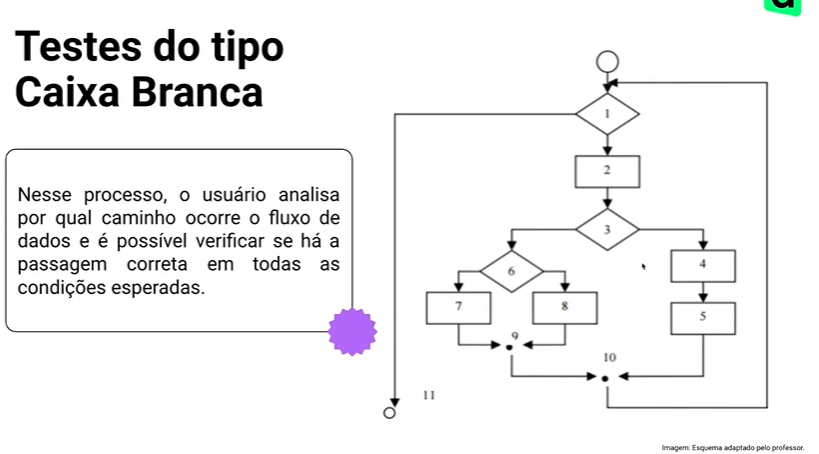 Testes do tipo
Caixa Branca
Nesse processo, o usuário analisa
por qual caminho ocorre o fluxo de
dados e é possível verificar se há a
passagem correta em todas as
condições esperadas.
1
2
3
4
6
7
8
5
9
10
11
Imagem: Esquema adaptado pelo professor.